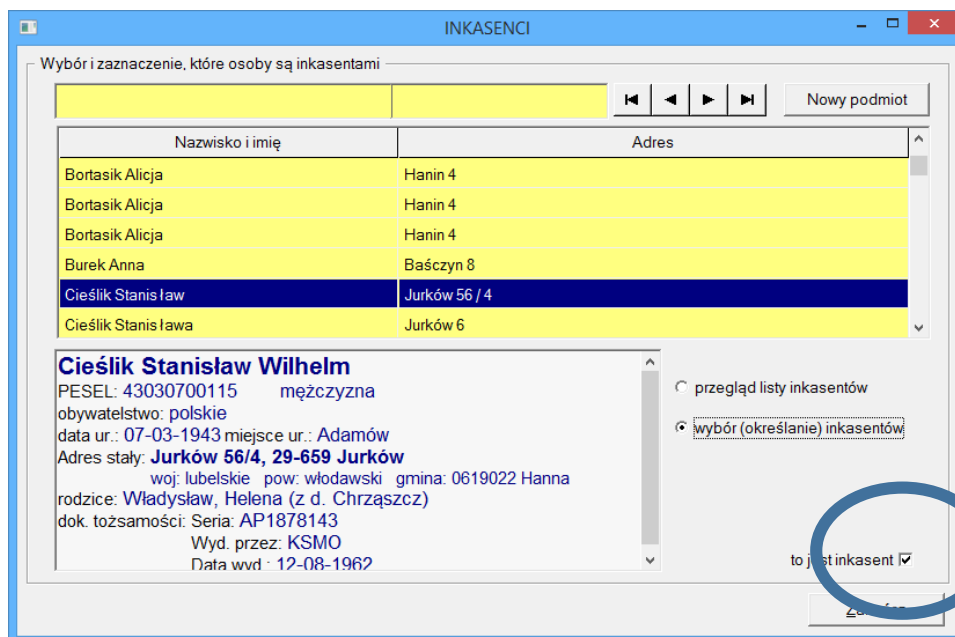 INKASENCI
Wybór i zaznaczenie, które osoby są inkasentami
Nowy podmiot
Nazwisko i imię Adres
Bortasik Alicja Hanin 4
Bortasik Alicja Hanin 4
Bortasik Alicja Hanin 4
Burek Anna Baśczyn 8
Cieślik Stanisław Jurków 56 / 4
Cieślik Stanisława Jurków 6
Cieślik Stanisław Wilhelm
PESEL: 43030700115 mężczyzna
obywatelstwo: polskie
data ur.: 07-03-1943 miejsce ur.: Adamów
Adres stały: Jurków 56/4, 29-659 Jurków
woj: lubelskie pow: włodawski gmina: 0619022 Hanna
rodzice: Władysław, Helena (z d. Chrząszcz)
dok. tożsamości: Seria: AP1878143
Wyd. przez: KSMO
Data wyd.: 12-08-1962
przegląd listy inkasentów
wybór (określanie) inkasentów
to jest inkasent